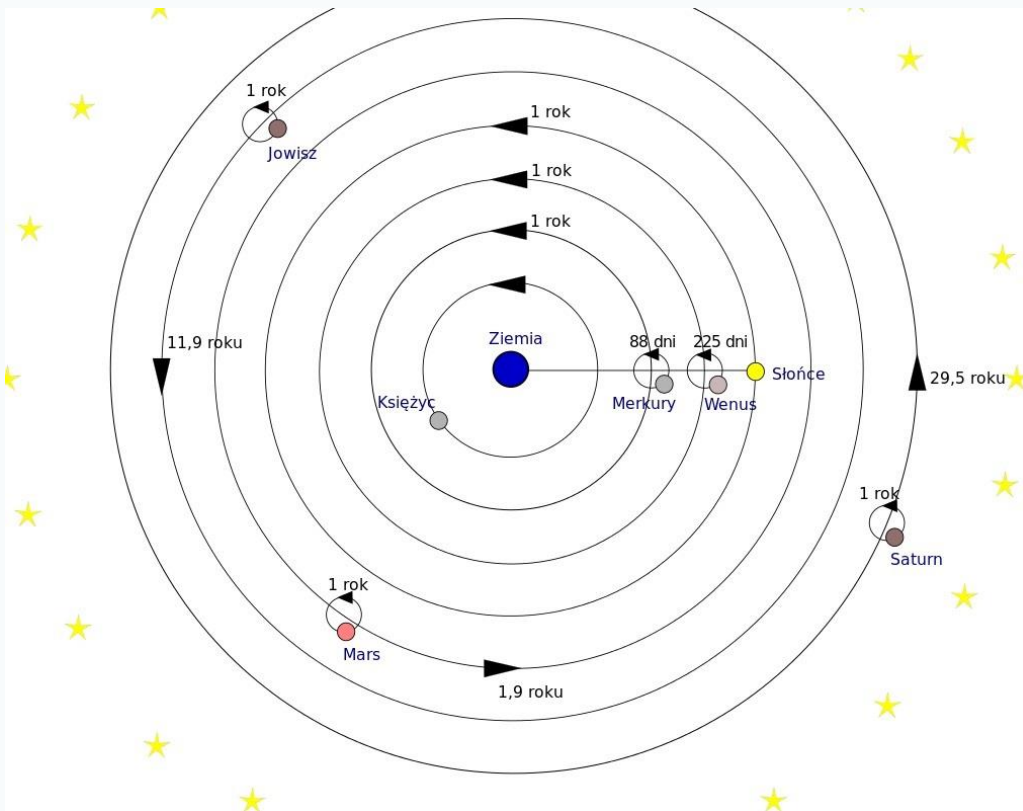 1 rok
Jowisz
1 rok
1 rok
1 rok
11,9 roku
Ziemia
88 dni
225 dni
Słońce
29,5 roku
Księżyc
Merkury
Wenus
1 rok
Saturn
1 rok
Mars
1,9 roku